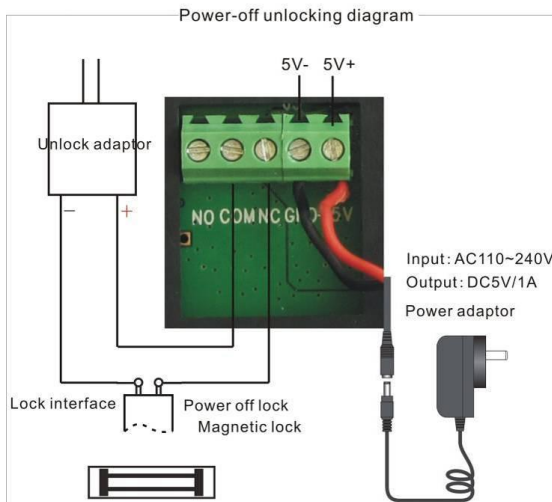 Power-off unlocking diagram
5V- 5V+
Unlock adaptor
NO COM NC GND +5V
− +
Input: AC110~240V
Output: DC5V/1A
Power adaptor
Lock interface
Power off lock
Magnetic lock